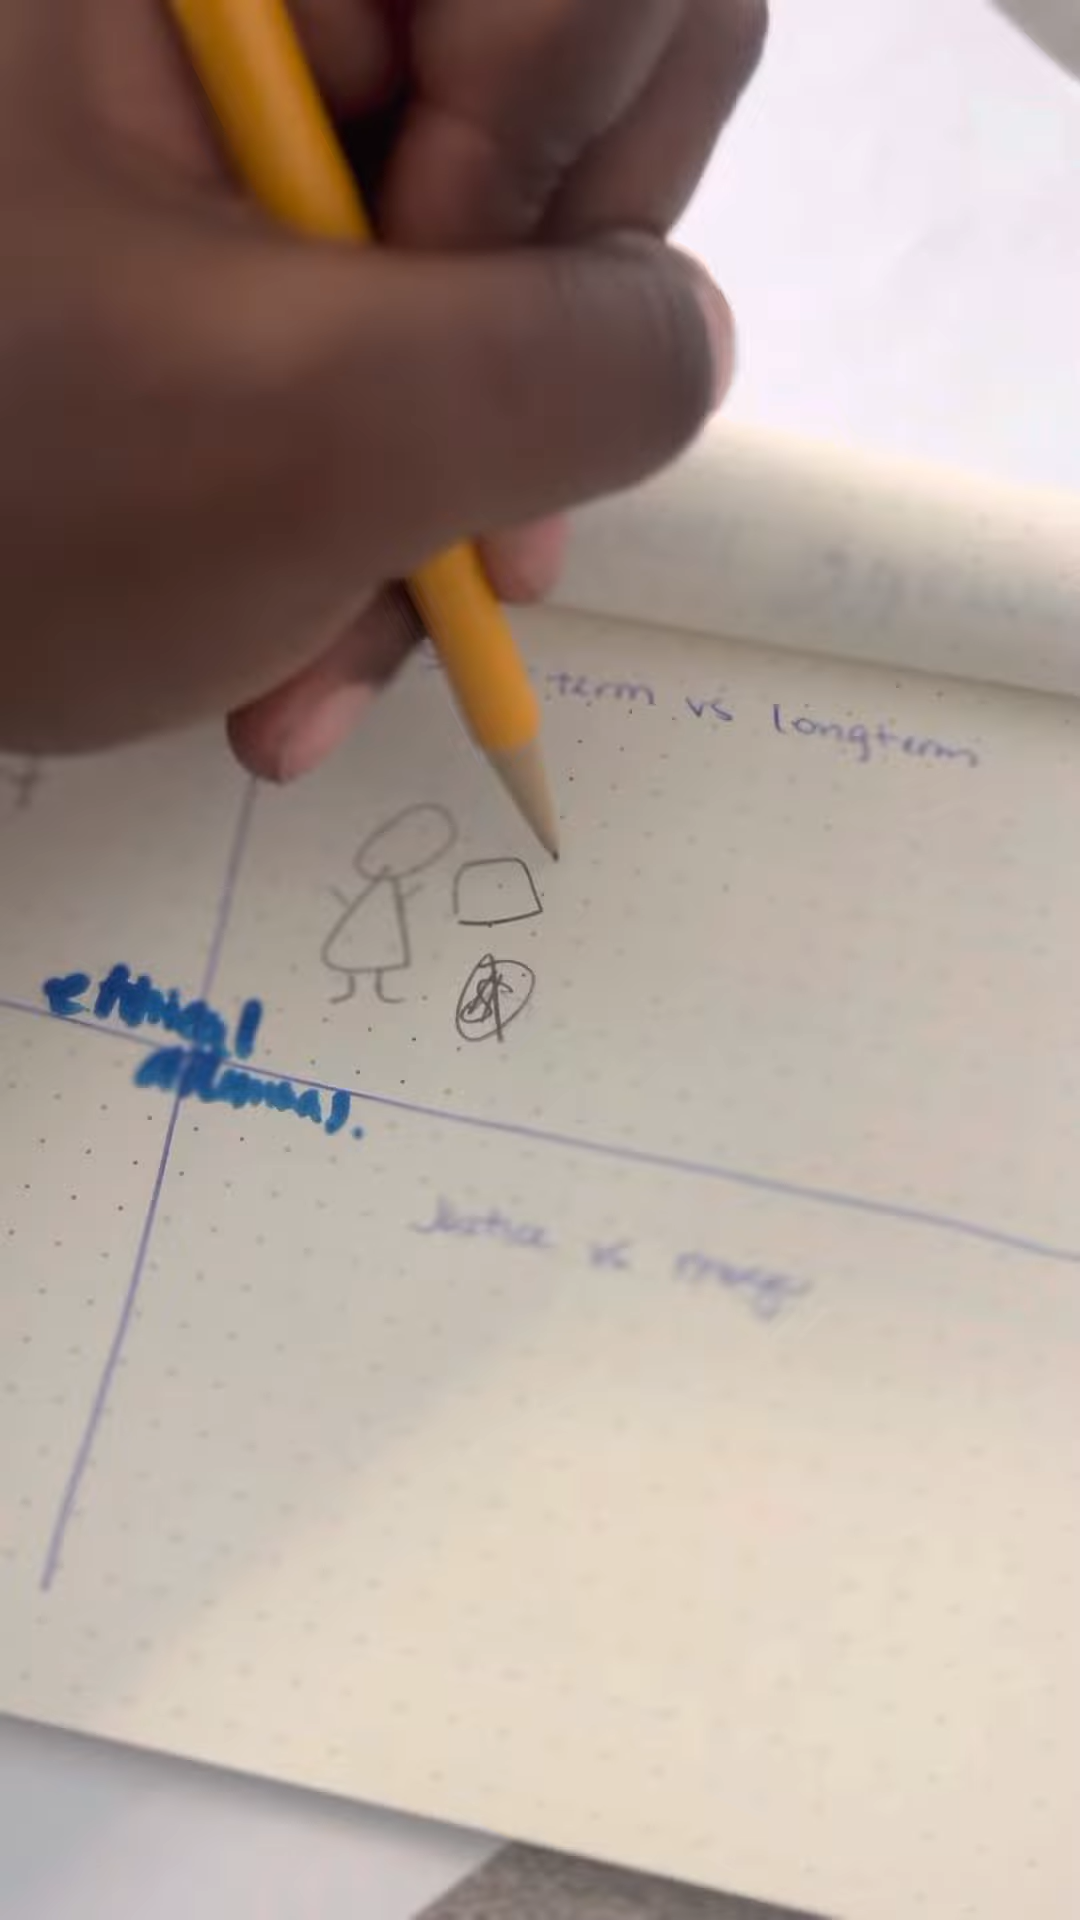 term vs longterm
$
ethical
dilemmas.
Justice vs mercy